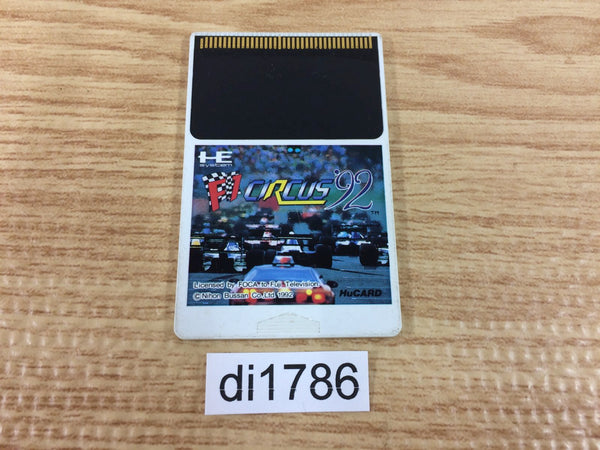 HE
system
F1 CIRCUS '92
TM
Licensed by FOCA to Fuji Television
© Nihon Bussan Co.,Ltd. 1992
HuCARD
di1786